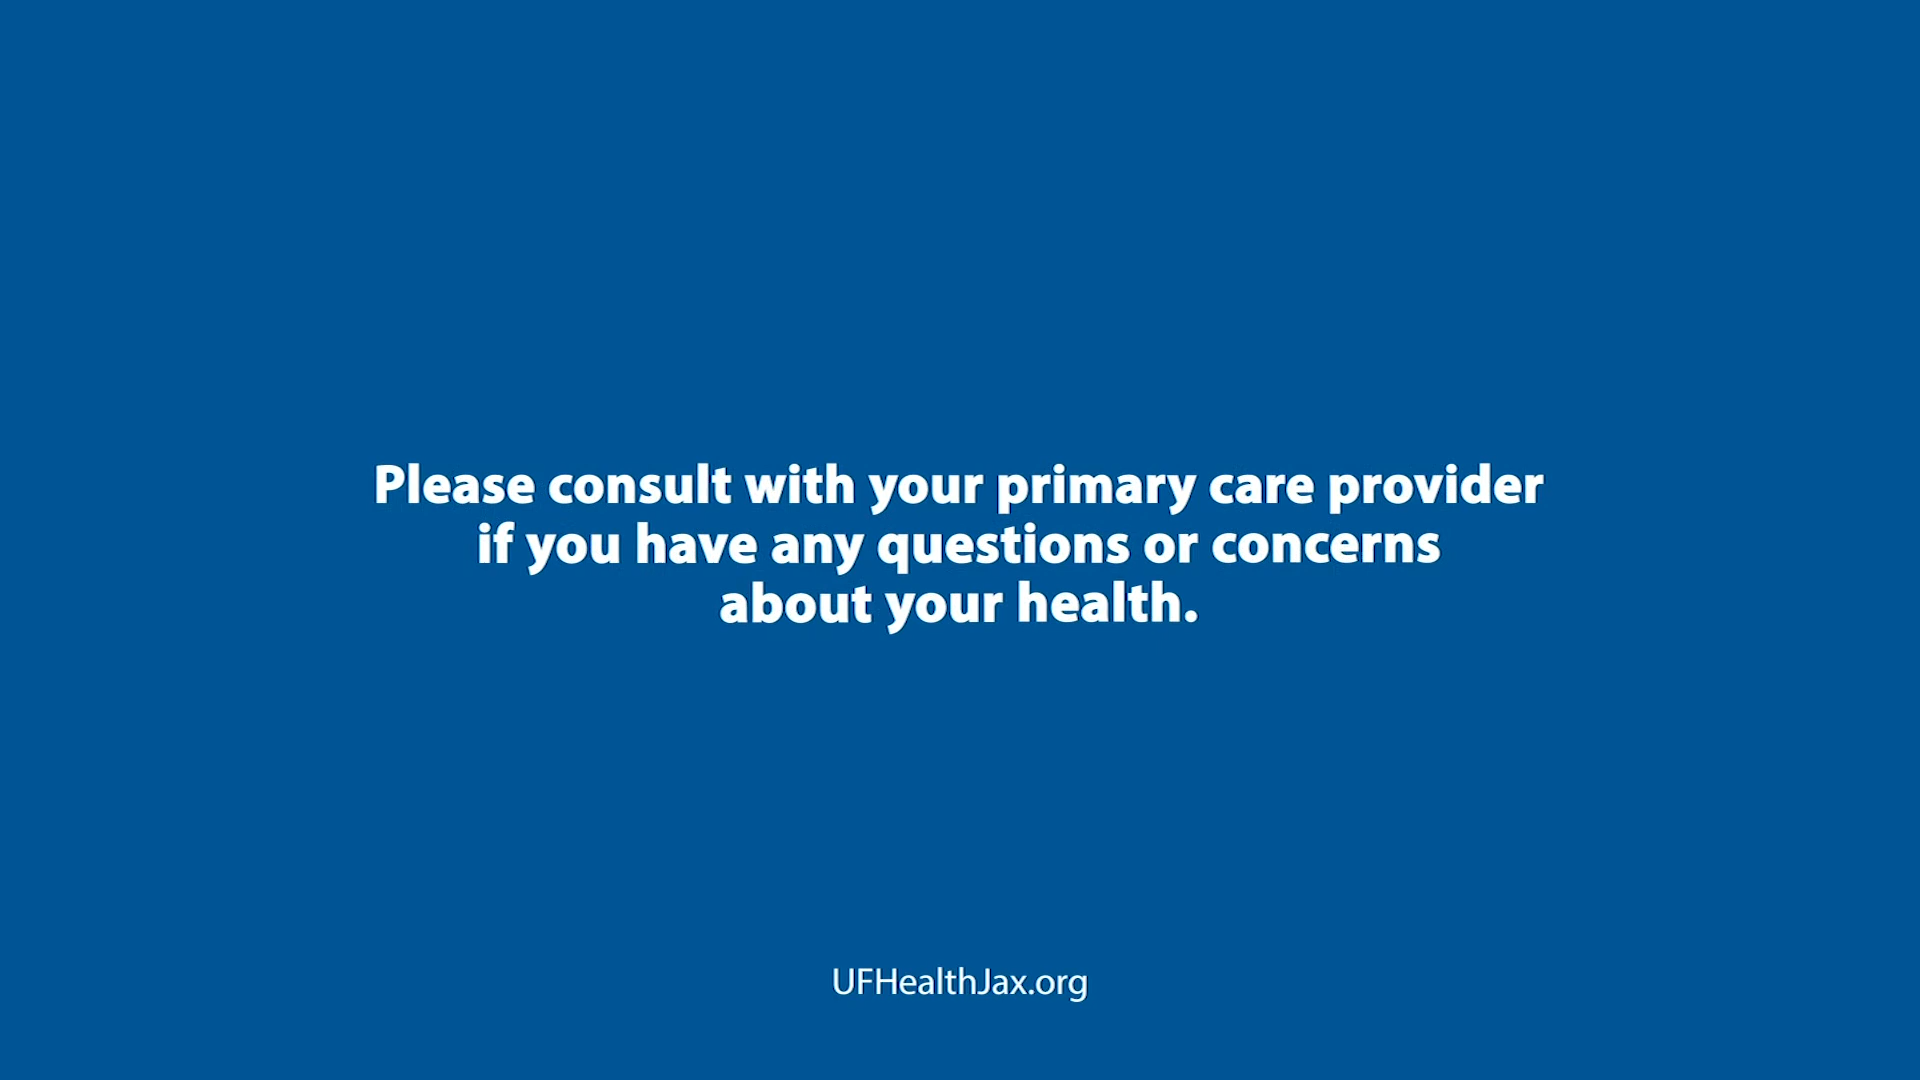 Please consult with your primary care provider
if you have any questions or concerns
about your health.
UFHealthJax.org